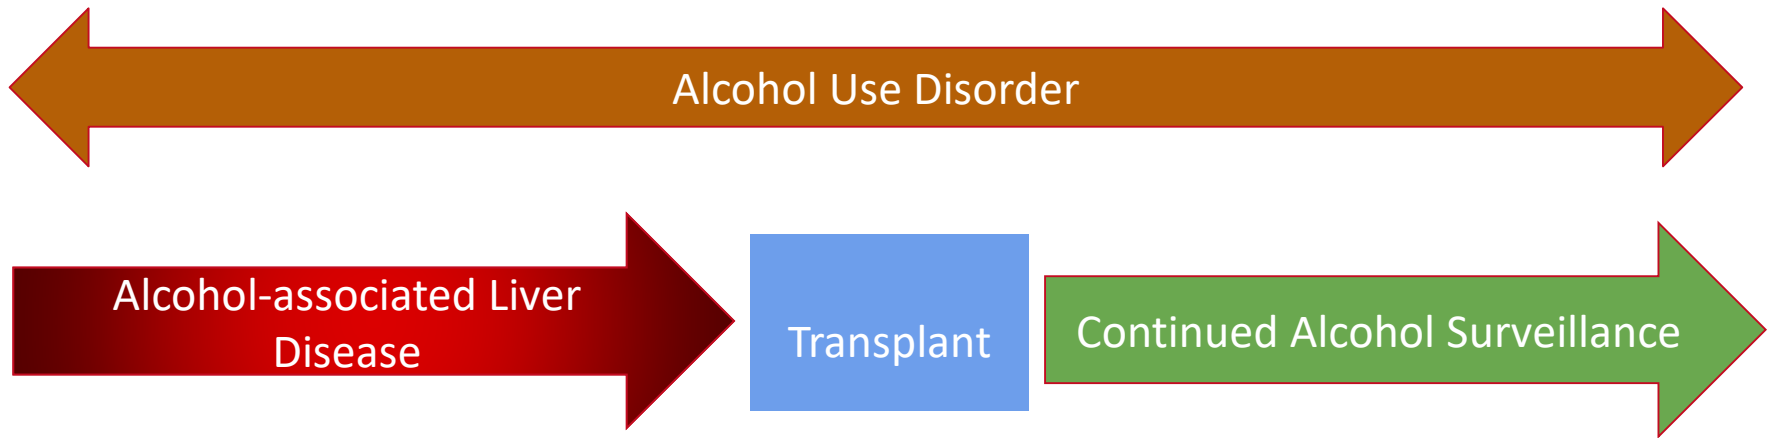 Alcohol Use Disorder
Alcohol-associated Liver
Disease
Transplant
Continued Alcohol Surveillance